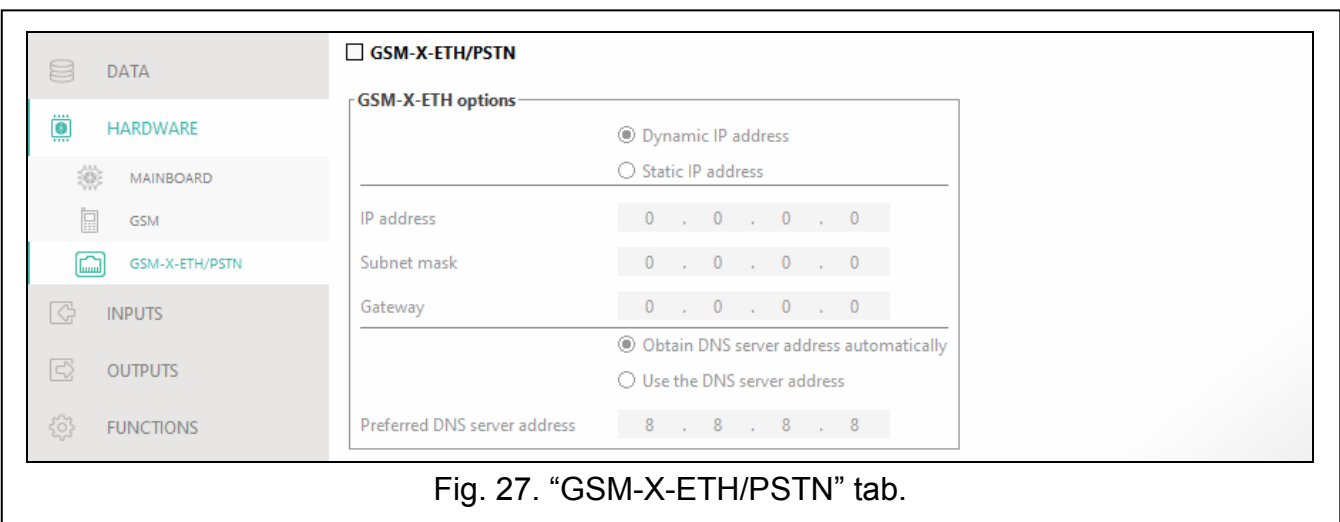 DATA
HARDWARE
MAINBOARD
GSM
GSM-X-ETH/PSTN
INPUTS
OUTPUTS
FUNCTIONS
GSM-X-ETH/PSTN
GSM-X-ETH options
Dynamic IP address
Static IP address
IP address 0 . 0 . 0 . 0
Subnet mask 0 . 0 . 0 . 0
Gateway 0 . 0 . 0 . 0
Obtain DNS server address automatically
Use the DNS server address
Preferred DNS server address 8 . 8 . 8 . 8
Fig. 27. “GSM-X-ETH/PSTN” tab.